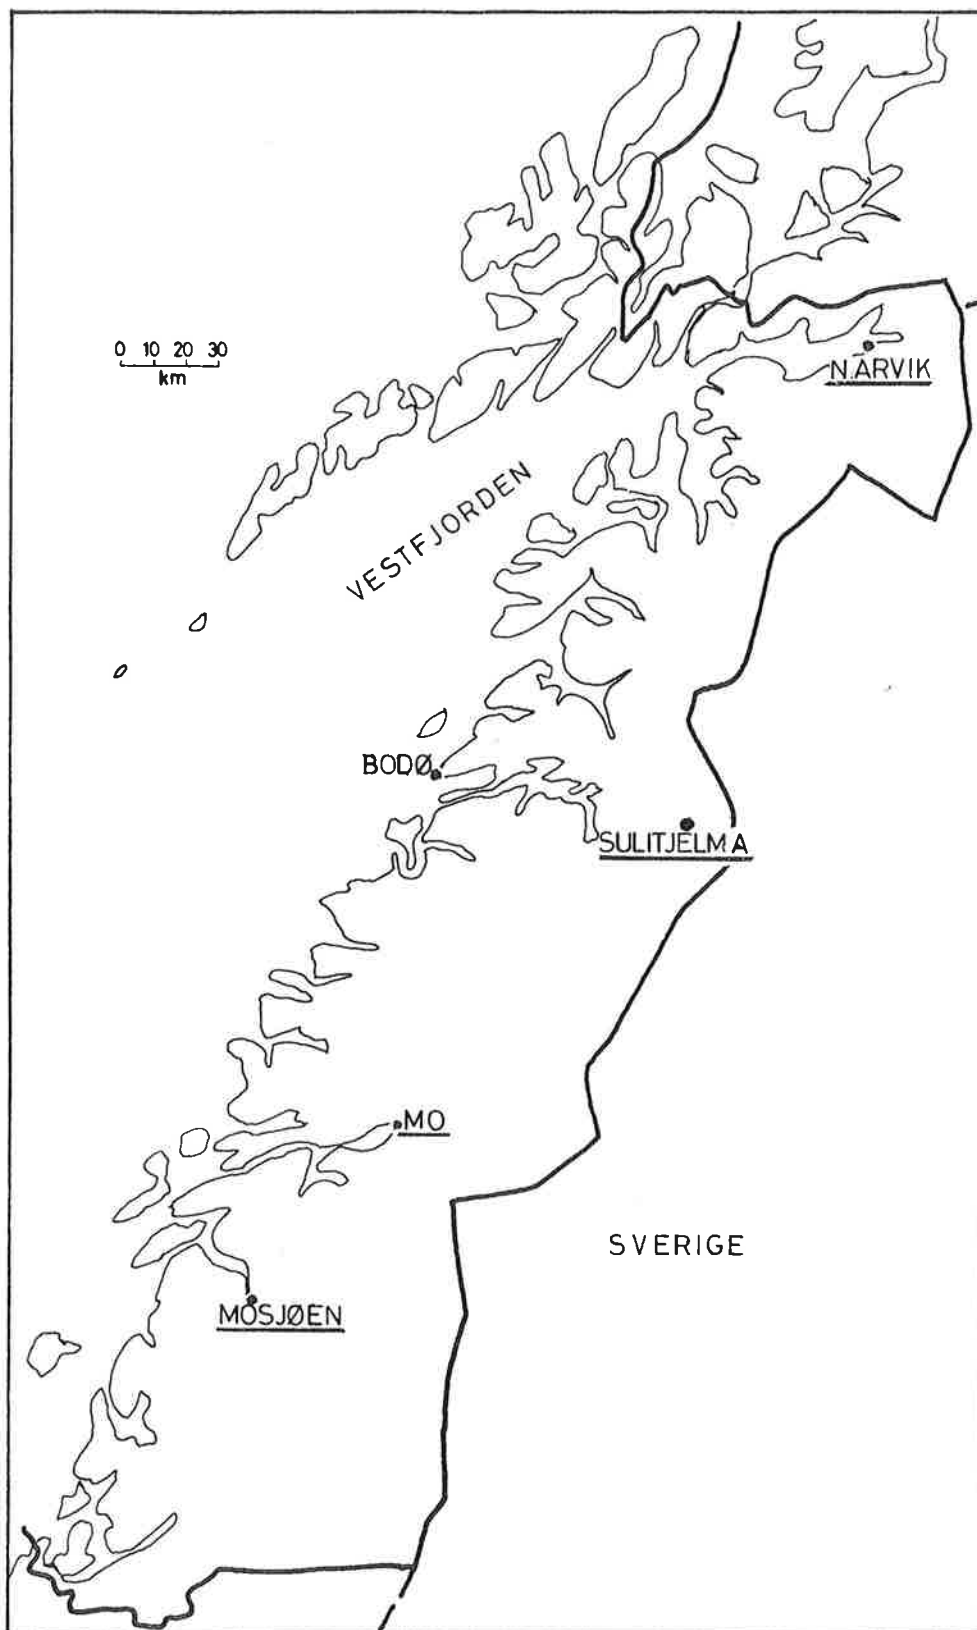 0 10 20 30
km
NARVIK
VESTFJORDEN
BODØ
SULITJELMA
MO
SVERIGE
MOSJØEN